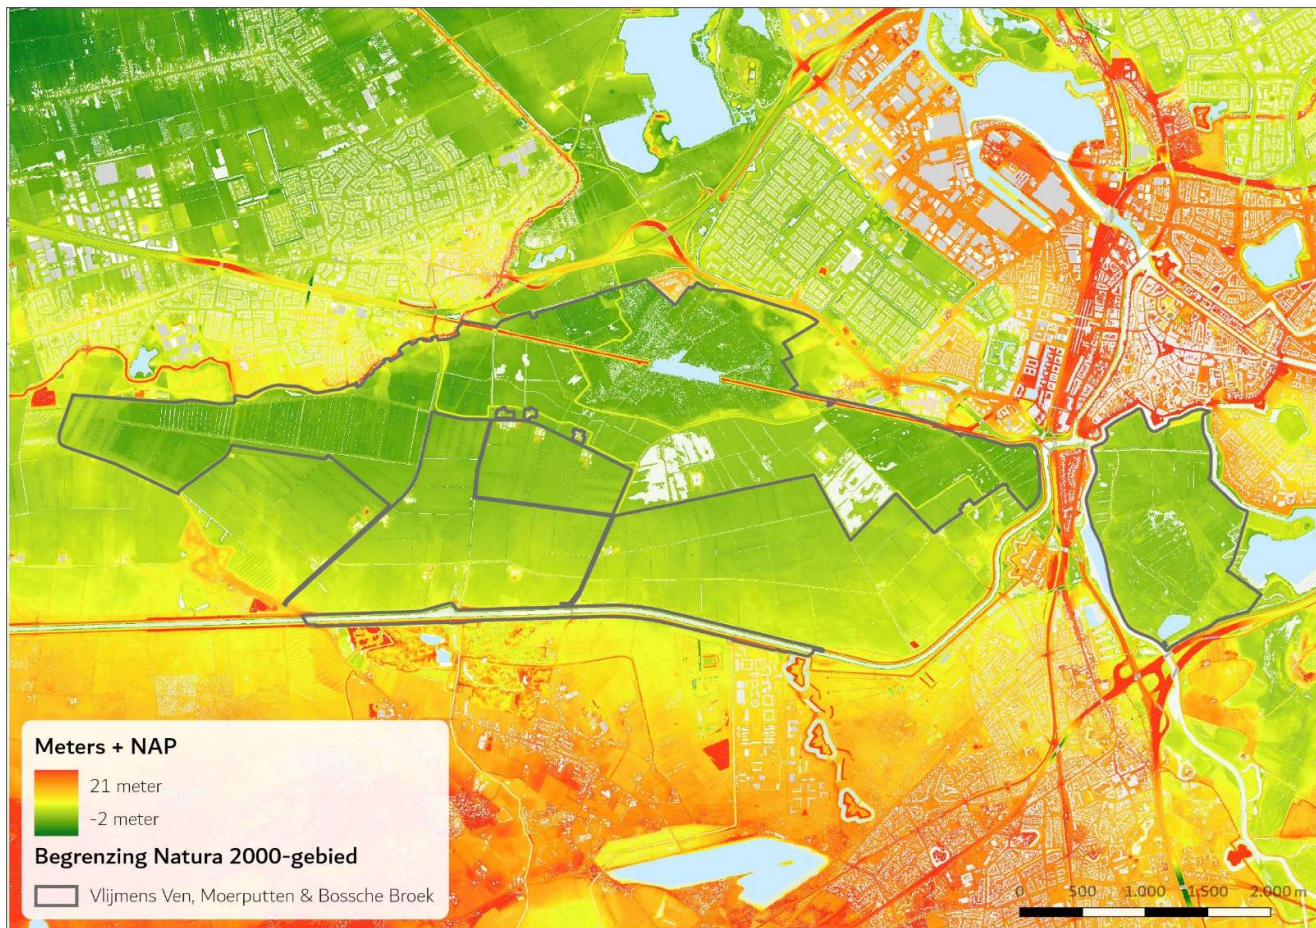 Meters + NAP
21 meter
-2 meter
Begrenzing Natura 2000-gebied
Vlijmens Ven, Moerputten & Bossche Broek
0 500 1.000 1.500 2.000 m